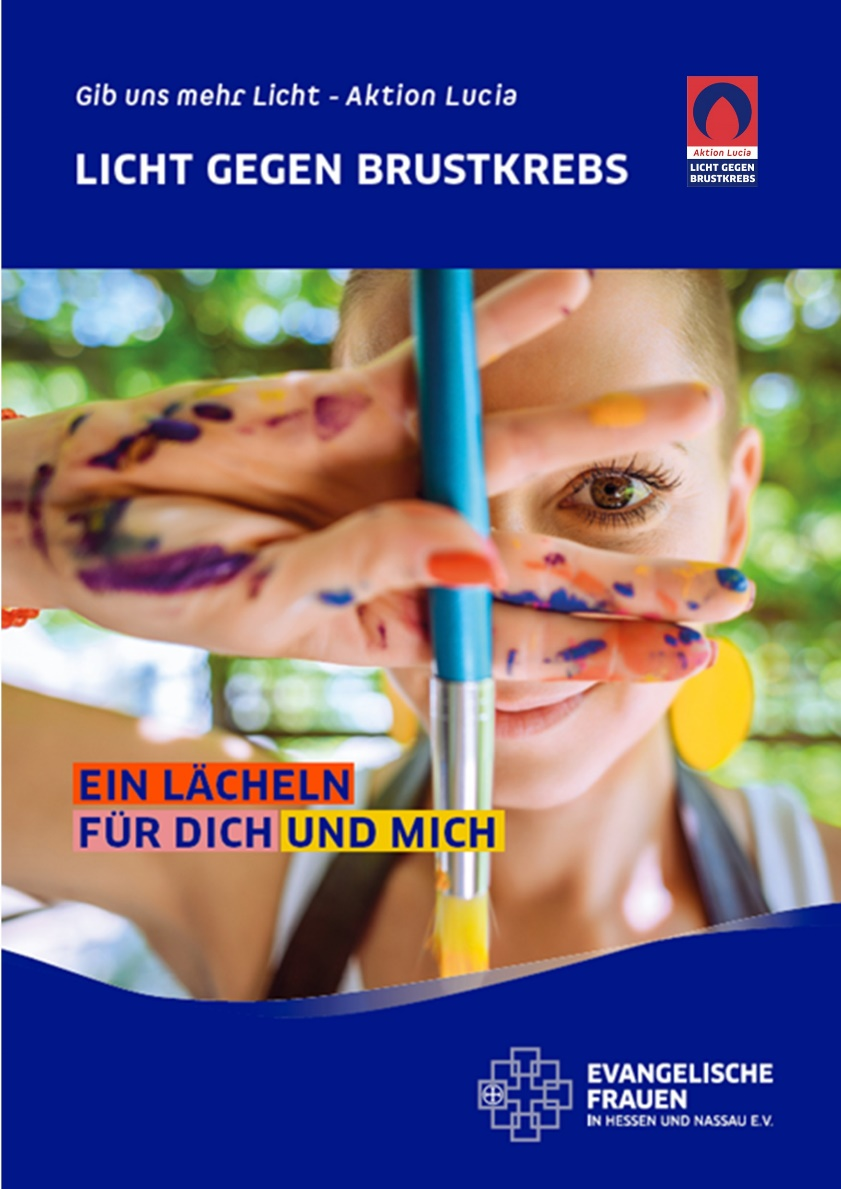 Gib uns mehr Licht - Aktion Lucia
LICHT GEGEN BRUSTKREBS
Aktion Lucia
LICHT GEGEN
BRUSTKREBS
EIN LÄCHELN
FÜR DICH UND MICH
EVANGELISCHE
FRAUEN
IN HESSEN UND NASSAU E.V.